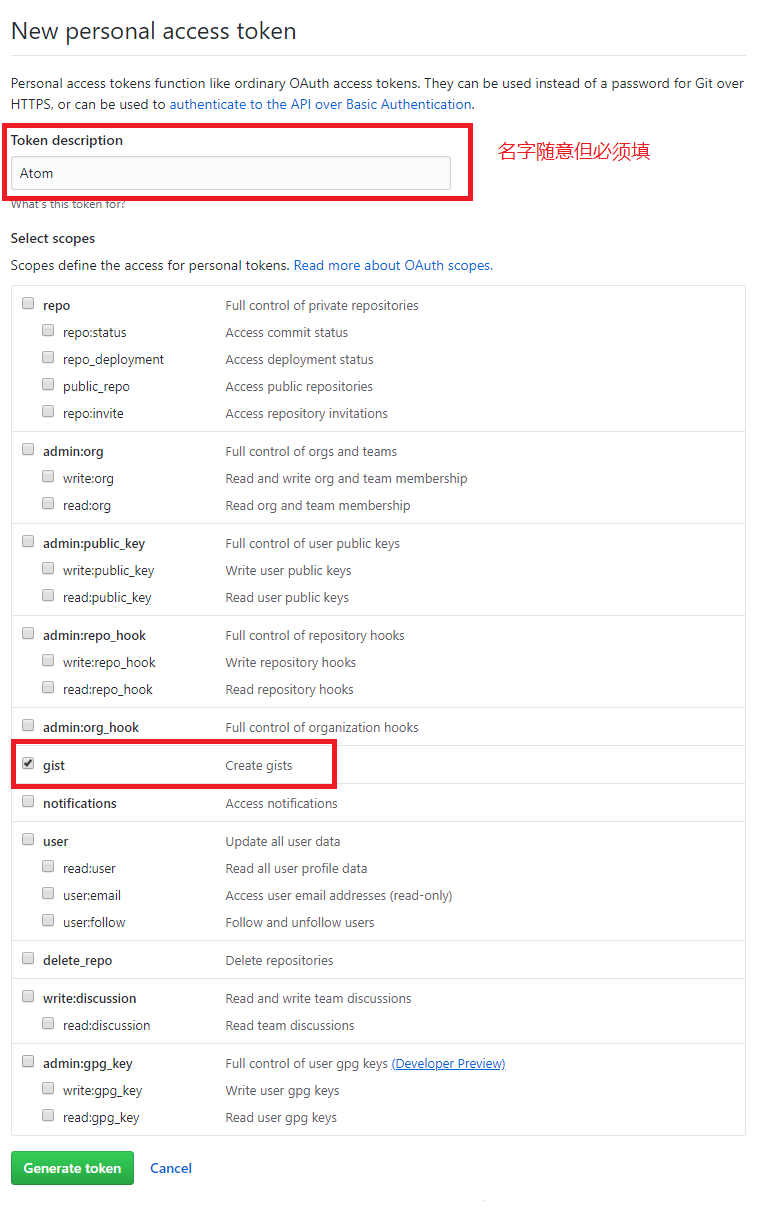 New personal access token
Personal access tokens function like ordinary OAuth access tokens. They can be used instead of a password for Git over
HTTPS, or can be used to authenticate to the API over Basic Authentication.
Token description
名字随意但必须填
Atom
What's this token for?
Select scopes
Scopes define the access for personal tokens. Read more about OAuth scopes.
repo Full control of private repositories
repo:status Access commit status
repo_deployment Access deployment status
public_repo Access public repositories
repo:invite Access repository invitations
admin:org Full control of orgs and teams
write:org Read and write org and team membership
read:org Read org and team membership
admin:public_key Full control of user public keys
write:public_key Write user public keys
read:public_key Read user public keys
admin:repo_hook Full control of repository hooks
write:repo_hook Write repository hooks
read:repo_hook Read repository hooks
admin:org_hook Full control of organization hooks
gist Create gists
notifications Access notifications
user Update all user data
read:user Read all user profile data
user:email Access user email addresses (read-only)
user:follow Follow and unfollow users
delete_repo Delete repositories
write:discussion Read and write team discussions
read:discussion Read team discussions
admin:gpg_key Full control of user gpg keys (Developer Preview)
write:gpg_key Write user gpg keys
read:gpg_key Read user gpg keys
Generate token Cancel